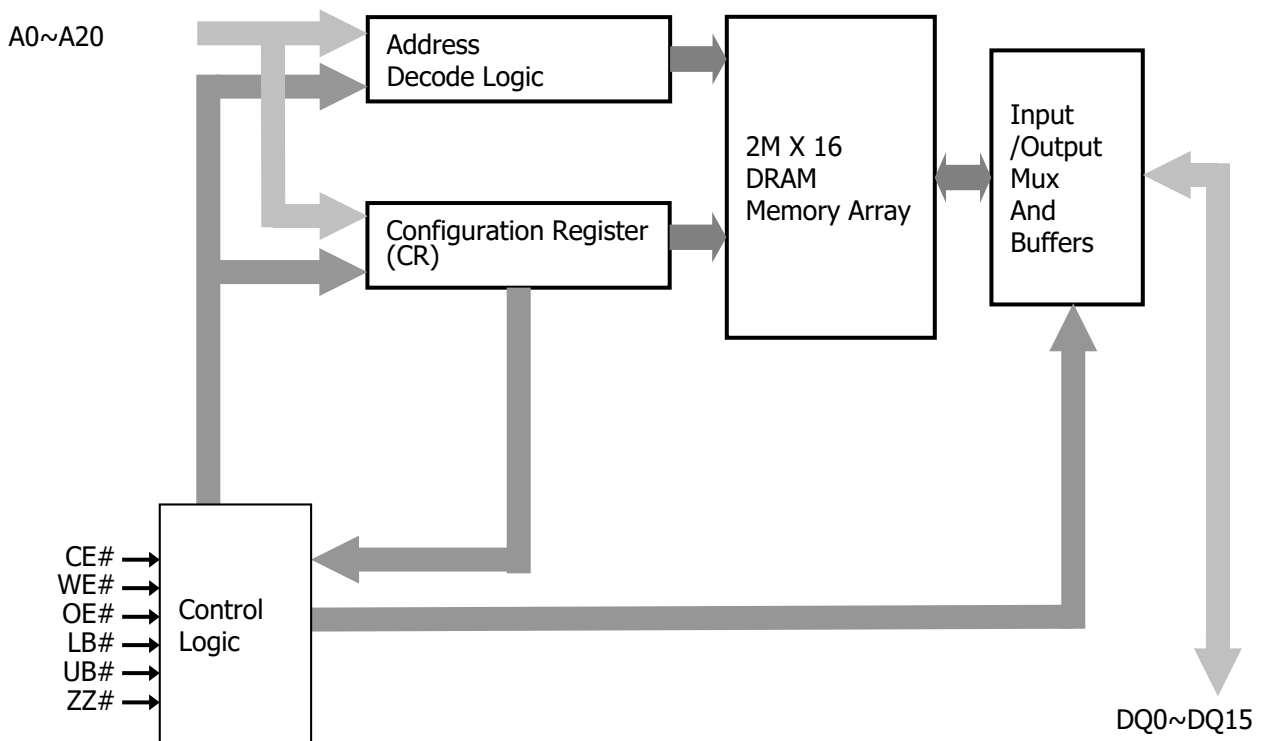 A0~A20
Address
Decode Logic
Configuration Register
(CR)
2M X 16
DRAM
Memory Array
Input
/Output
Mux
And
Buffers
CE#
WE#
OE#
LB#
UB#
ZZ#
Control
Logic
DQ0~DQ15